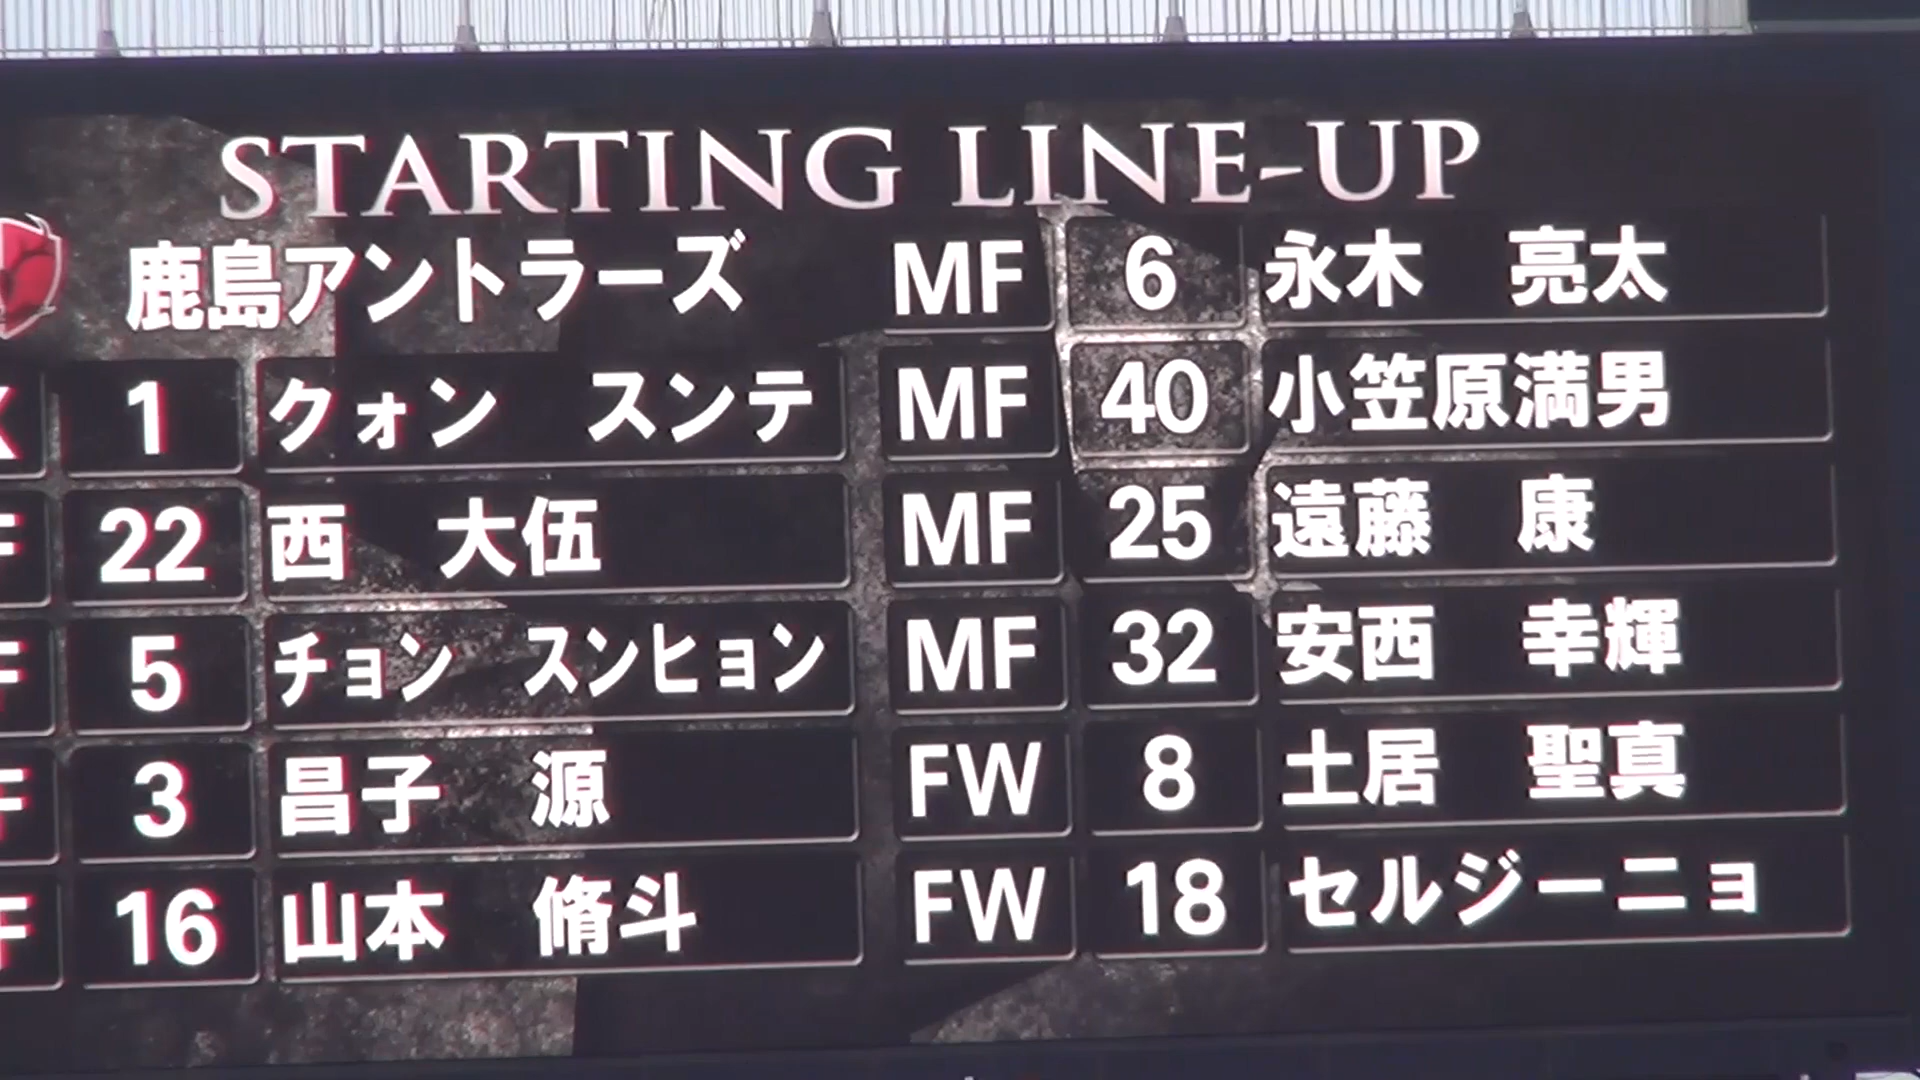 STARTING LINE-UP
鹿島アントラーズ
1 クォン スンテ
22 西 大伍
5 チョン スンヒョン
3 昌子 源
16 山本 脩斗
MF 6 永木 亮太
MF 40 小笠原満男
MF 25 遠藤 康
MF 32 安西 幸輝
FW 8 土居 聖真
FW 18 セルジーニョ